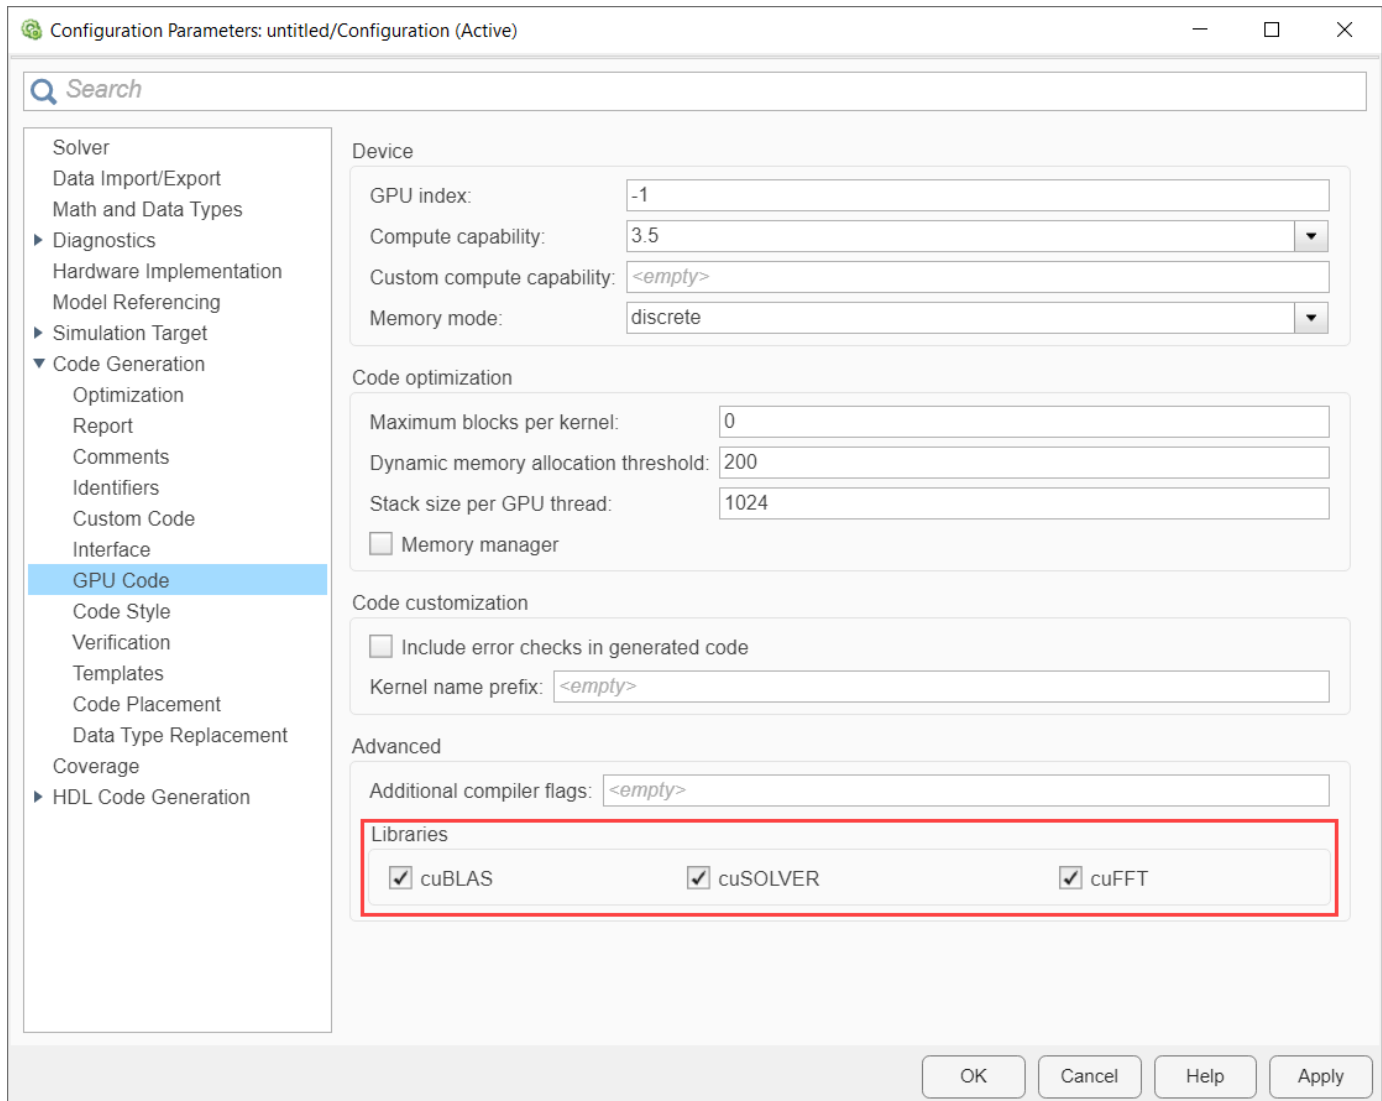 Configuration Parameters: untitled/Configuration (Active)
Search
Solver
Data Import/Export
Math and Data Types
Diagnostics
Hardware Implementation
Model Referencing
Simulation Target
Code Generation
Optimization
Report
Comments
Identifiers
Custom Code
Interface
GPU Code
Code Style
Verification
Templates
Code Placement
Data Type Replacement
Coverage
HDL Code Generation
Device
GPU index: -1
Compute capability: 3.5
Custom compute capability: <empty>
Memory mode: discrete
Code optimization
Maximum blocks per kernel: 0
Dynamic memory allocation threshold: 200
Stack size per GPU thread: 1024
Memory manager
Code customization
Include error checks in generated code
Kernel name prefix: <empty>
Advanced
Additional compiler flags: <empty>
Libraries
cuBLAS cuSOLVER cuFFT
OK Cancel Help Apply